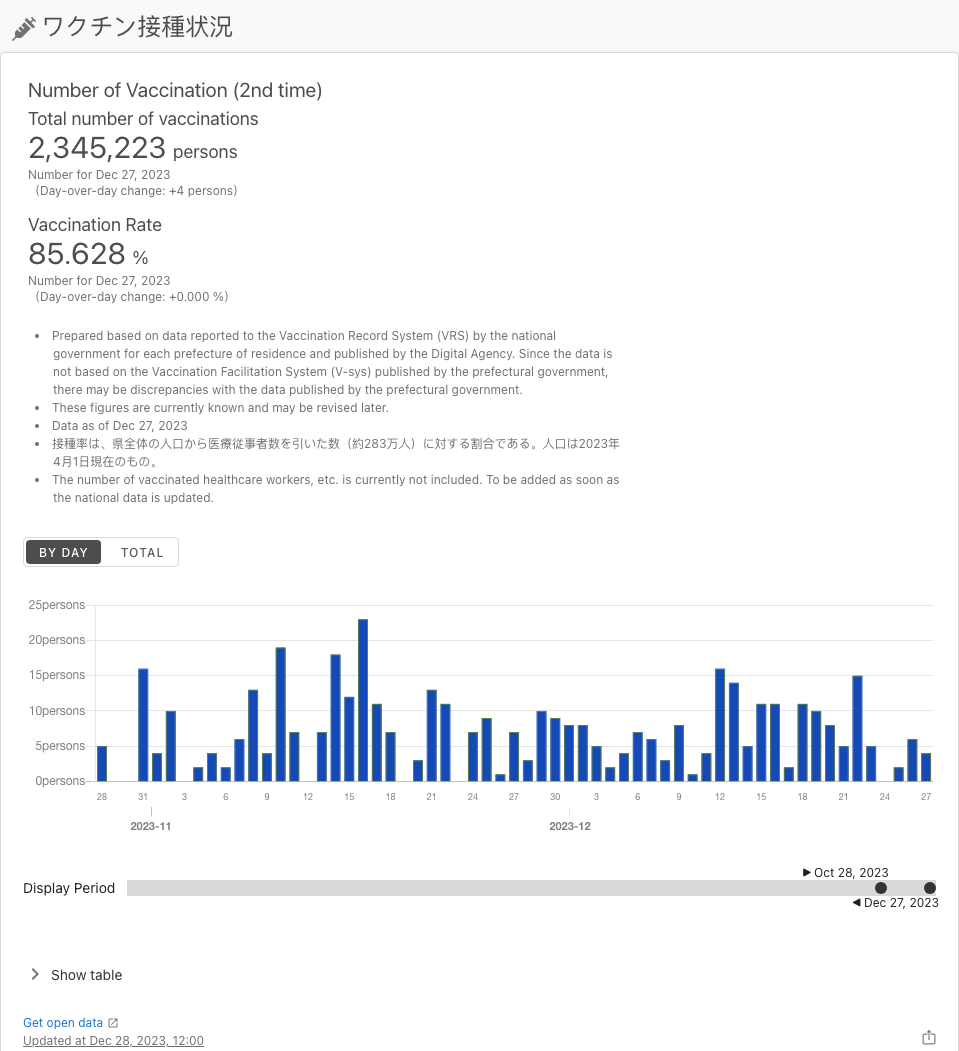 ワクチン接種状況
Number of Vaccination (2nd time)
Total number of vaccinations
2,345,223 persons
Number for Dec 27, 2023
(Day-over-day change: +4 persons)
Vaccination Rate
85.628 %
Number for Dec 27, 2023
(Day-over-day change: +0.000 %)
• Prepared based on data reported to the Vaccination Record System (VRS) by the national
government for each prefecture of residence and published by the Digital Agency. Since the data is
not based on the Vaccination Facilitation System (V-sys) published by the prefectural government,
there may be discrepancies with the data published by the prefectural government.
• These figures are currently known and may be revised later.
• Data as of Dec 27, 2023
• 接種率は、県全体の人口から医療従事者数を引いた数（約283万人）に対する割合である。人口は2023年
4月1日現在のもの。
• The number of vaccinated healthcare workers, etc. is currently not included. To be added as soon as
the national data is updated.
BY DAY TOTAL
25persons
20persons
15persons
10persons
5persons
0persons
28 31 3 6 9 12 15 18 21 24 27 30 3 6 9 12 15 18 21 24 27
2023-11 2023-12
Oct 28, 2023
Display Period
Dec 27, 2023
Show table
Get open data
Updated at Dec 28, 2023, 12:00